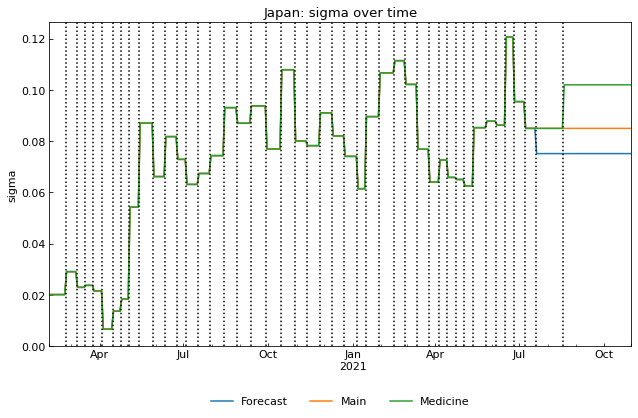 Japan: sigma over time
sigma
0.12
0.10
0.08
0.06
0.04
0.02
0.00
Apr Jul Oct Jan Apr Jul Oct
2021
Forecast Main Medicine